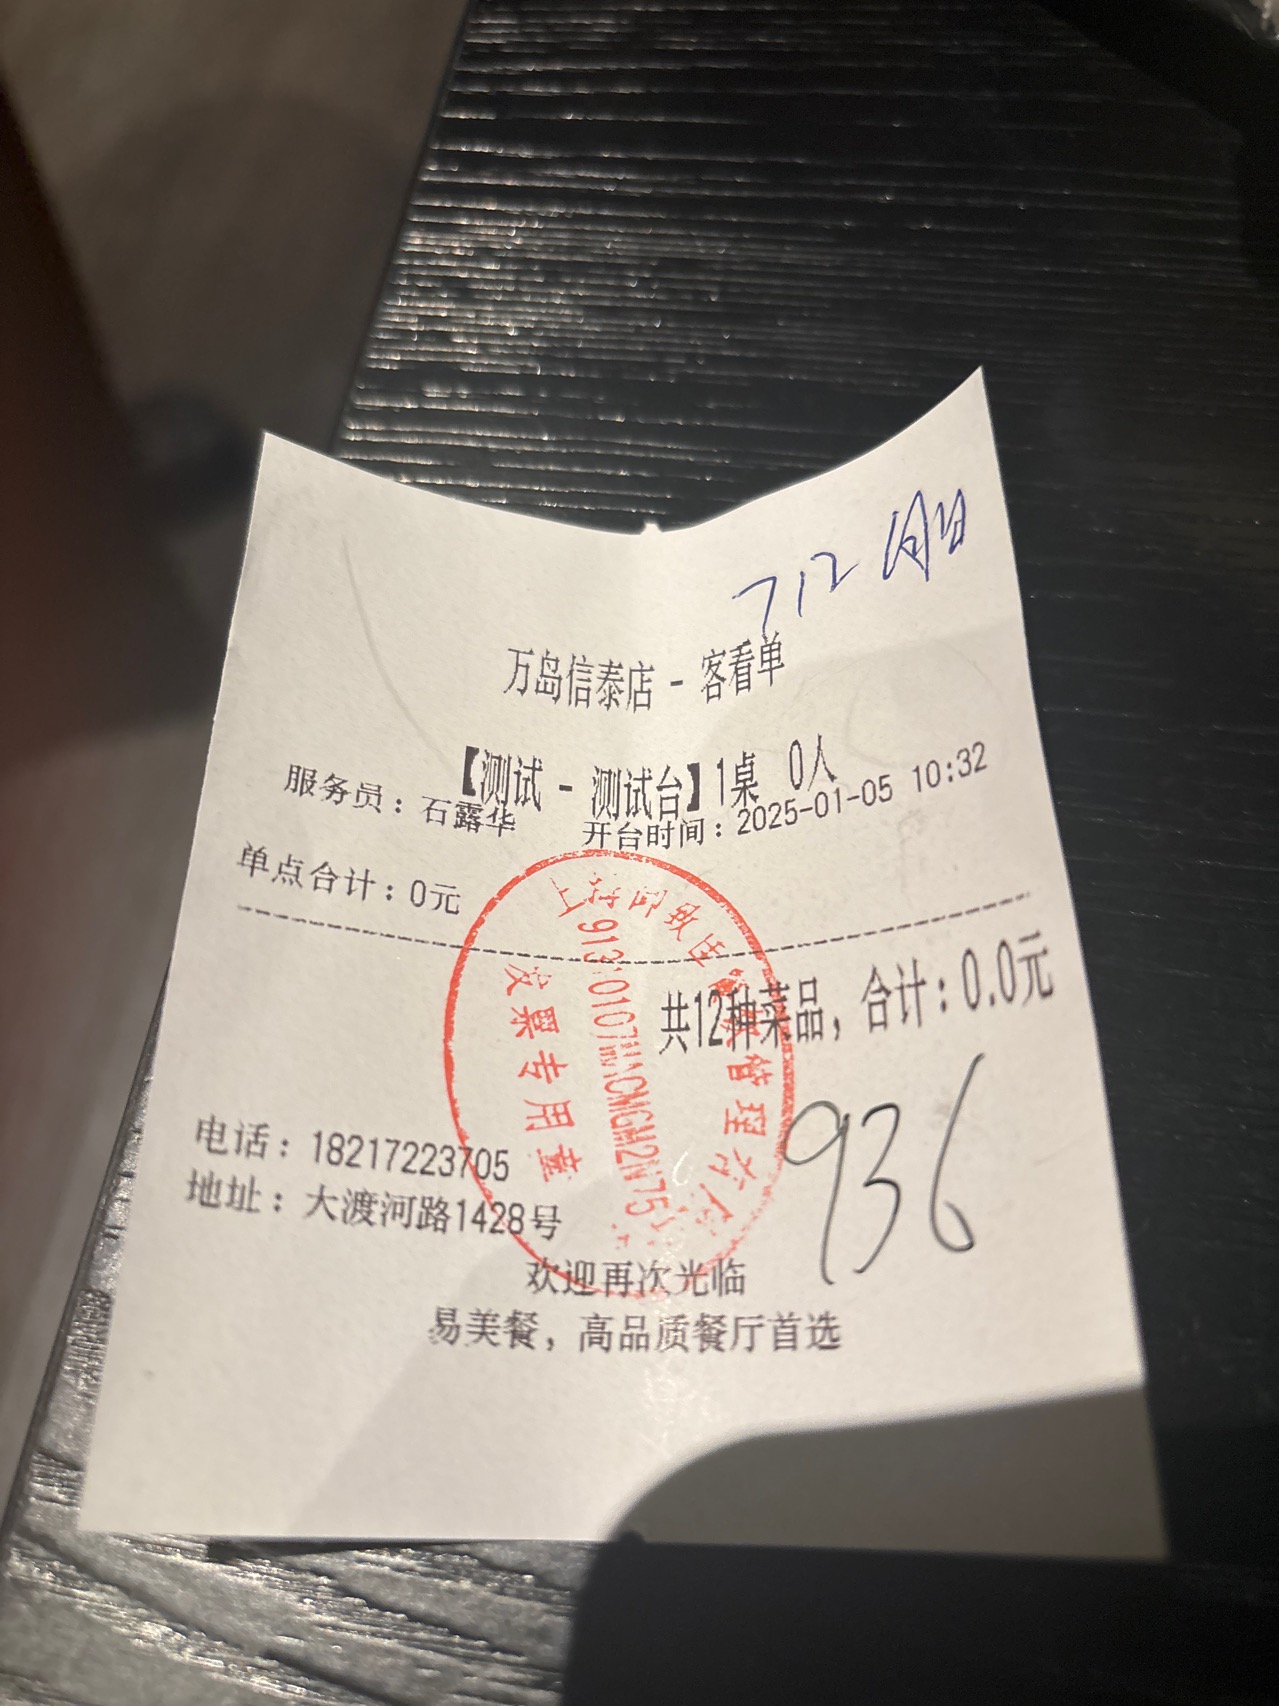 712
万岛信泰店 - 客看单
【测试 - 测试台】1桌 0人
服务员：石露华 开台时间：2025-01-05 10:32
单点合计：0元
共12种菜品，合计：0.0元
936
发票专用章
电话：18217223705
地址：大渡河路1428号
欢迎再次光临
易美餐，高品质餐厅首选